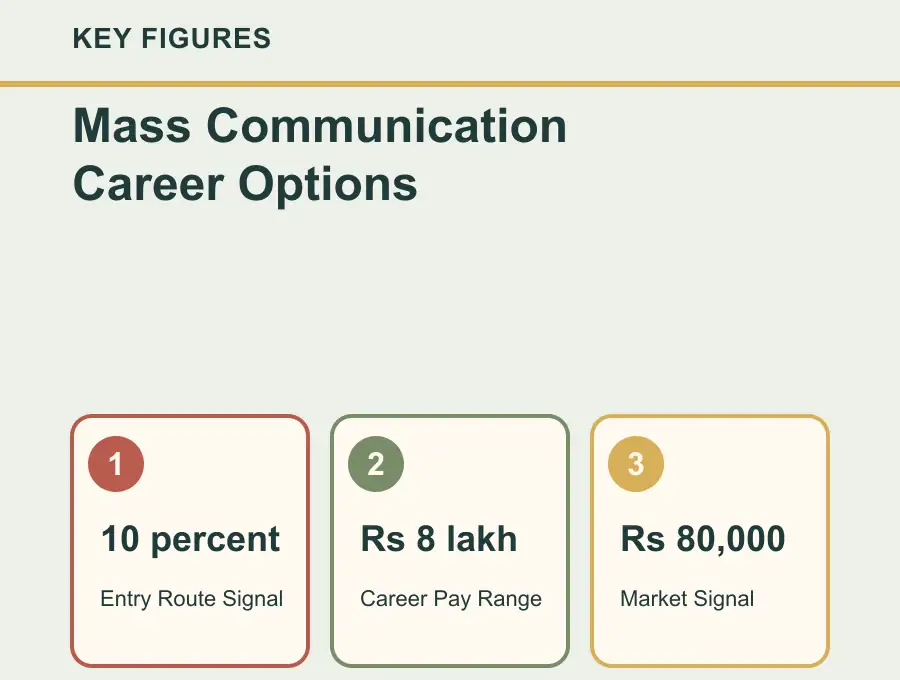 KEY FIGURES
Mass Communication
Career Options
1
10 percent
Entry Route Signal
2
Rs 8 lakh
Career Pay Range
3
Rs 80,000
Market Signal